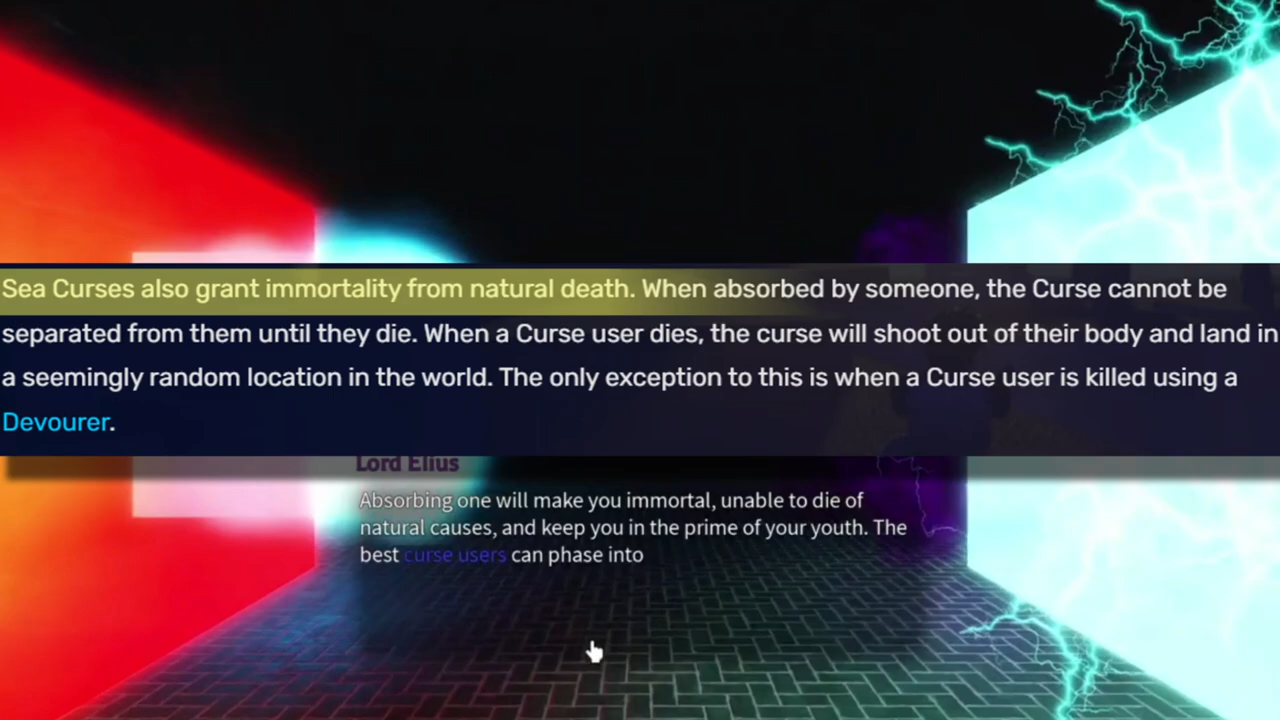 Sea Curses also grant immortality from natural death. When absorbed by someone, the Curse cannot be
separated from them until they die. When a Curse user dies, the curse will shoot out of their body and land in
a seemingly random location in the world. The only exception to this is when a Curse user is killed using a
Devourer.
Lord Elius
Absorbing one will make you immortal, unable to die of
natural causes, and keep you in the prime of your youth. The
best curse users can phase into